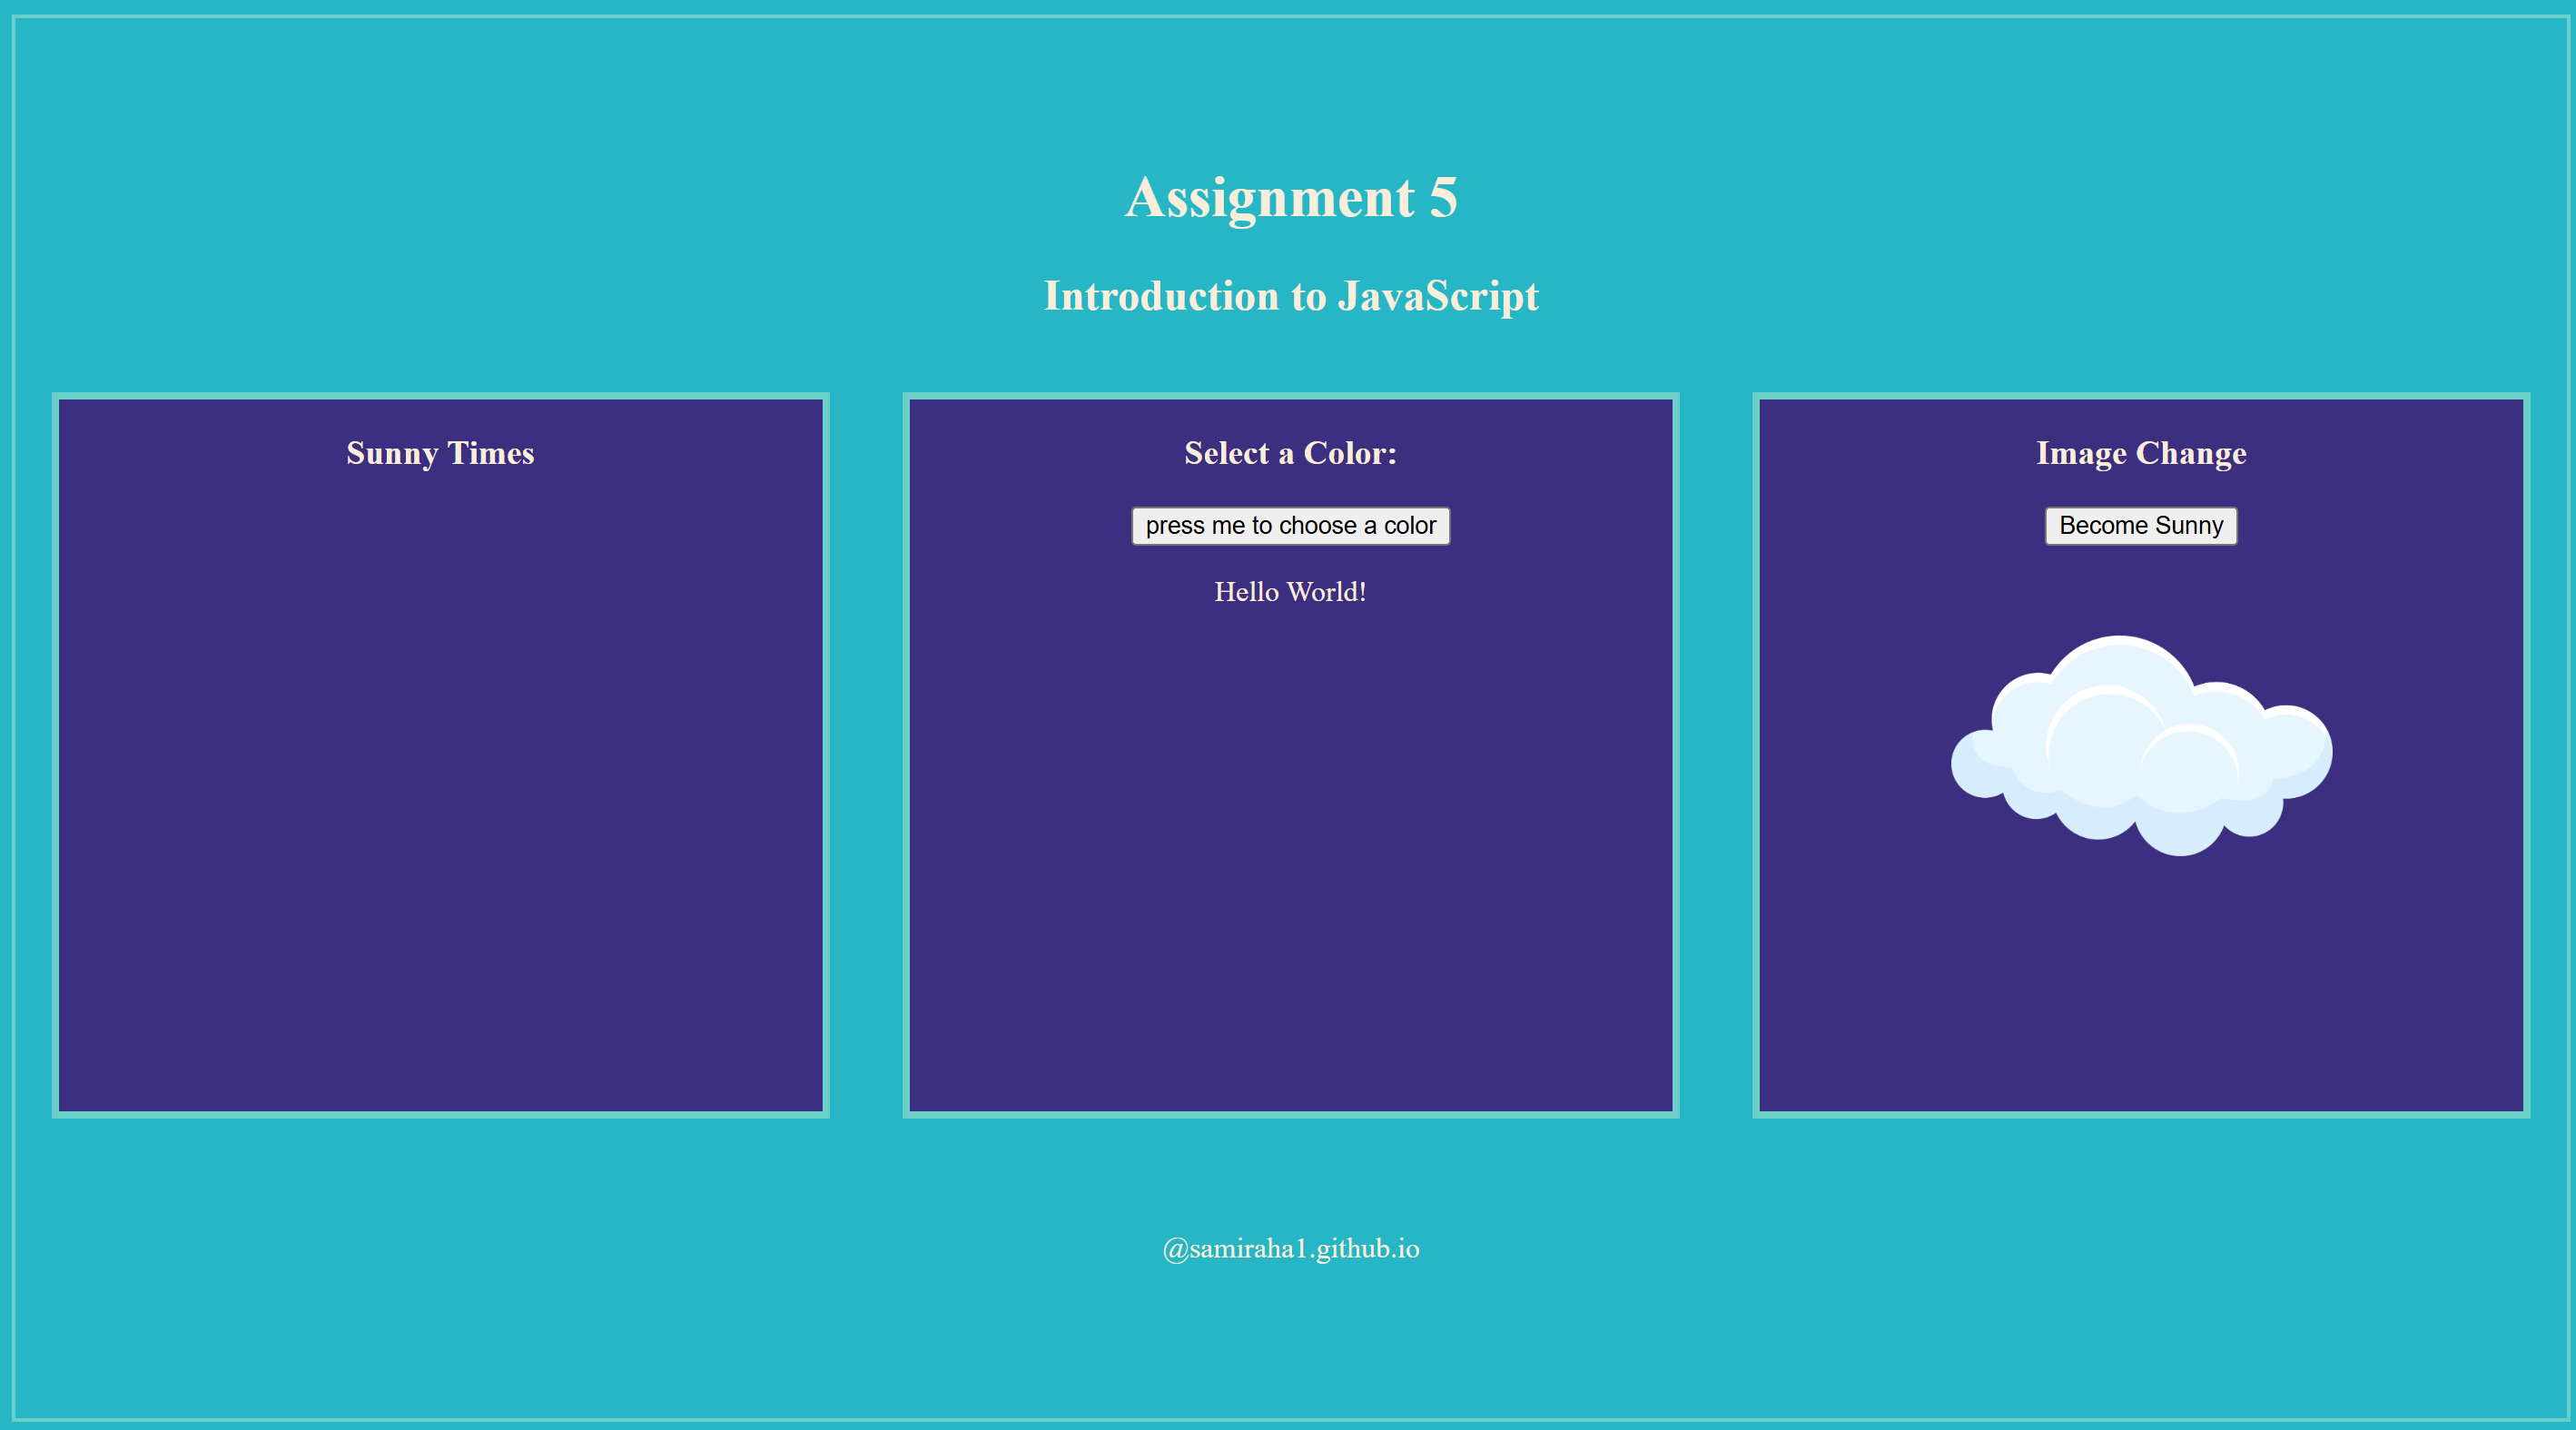 Assignment 5
Introduction to JavaScript
Sunny Times
Select a Color:
press me to choose a color
Hello World!
Image Change
Become Sunny
@samiraha1.github.io